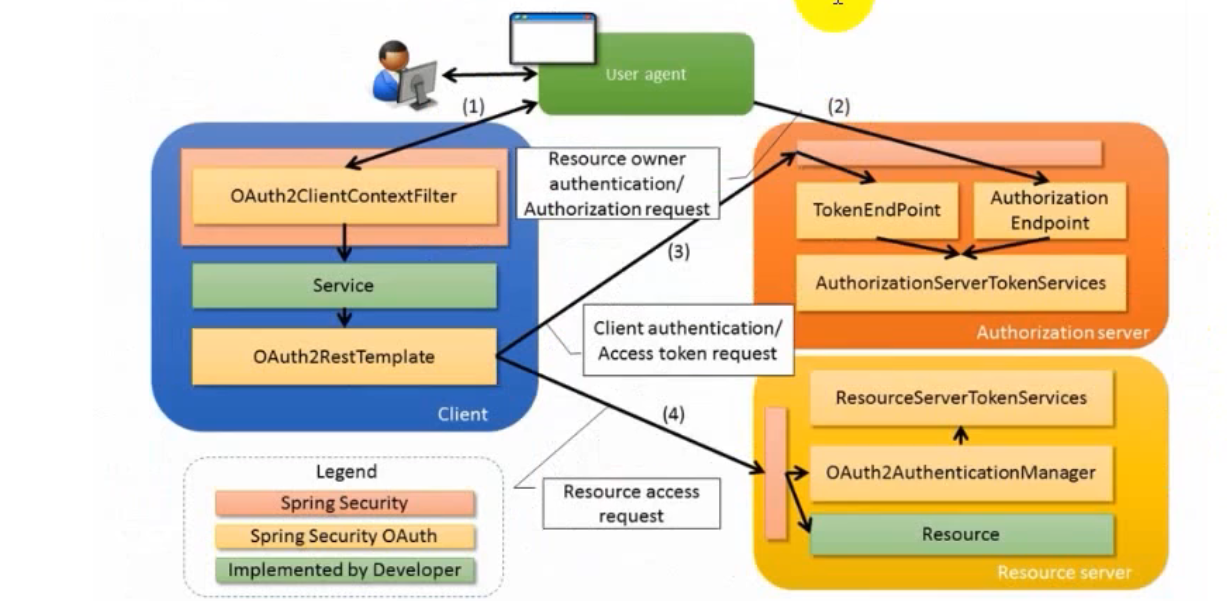 User agent
(1)
(2)
OAuth2ClientContextFilter
Service
OAuth2RestTemplate
Client
Resource owner
authentication/
Authorization request
(3)
Client authentication/
Access token request
TokenEndPoint
Authorization
Endpoint
AuthorizationServerTokenServices
Authorization server
(4)
Resource access
request
ResourceServerTokenServices
OAuth2AuthenticationManager
Resource
Resource server
Legend
Spring Security
Spring Security OAuth
Implemented by Developer